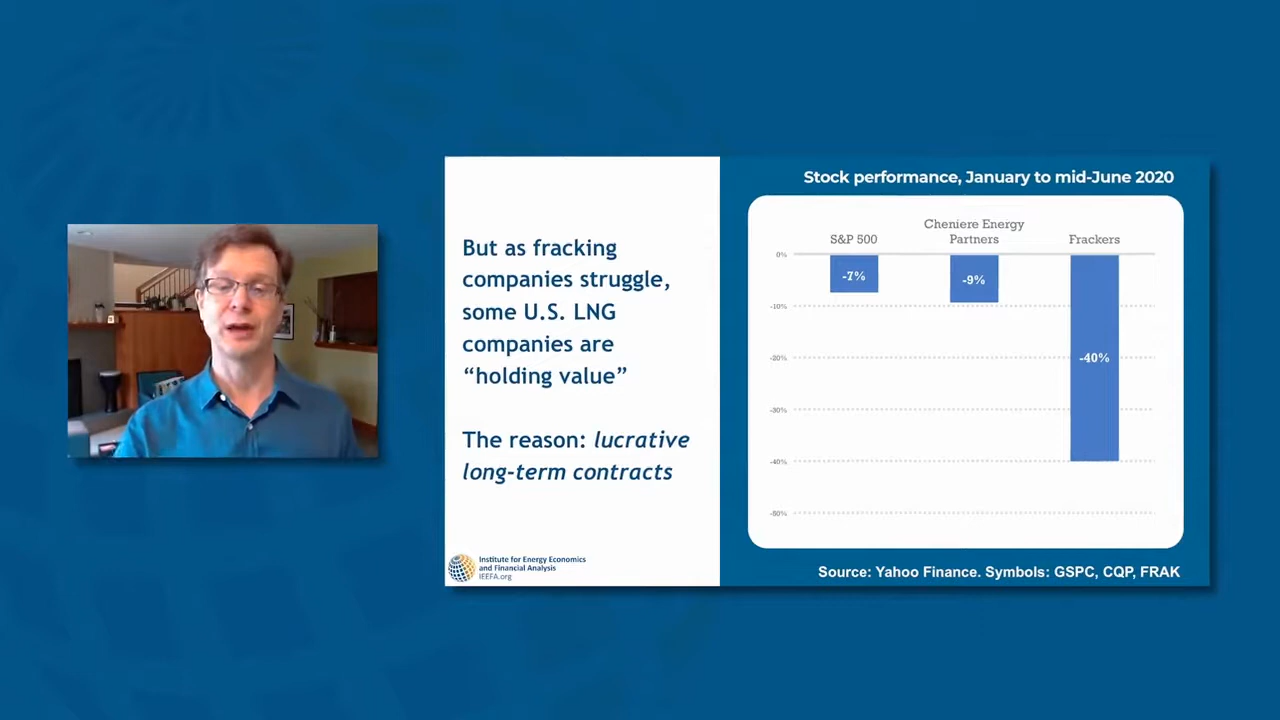 But as fracking
companies struggle,
some U.S. LNG
companies are
“holding value”
The reason: lucrative
long-term contracts
Institute for Energy Economics
and Financial Analysis
IEEFA.org
Stock performance, January to mid-June 2020
S&P 500
Cheniere Energy
Partners
Frackers
0%
-10%
-20%
-30%
-40%
-50%
-7%
-9%
-40%
Source: Yahoo Finance. Symbols: GSPC, CQP, FRAK